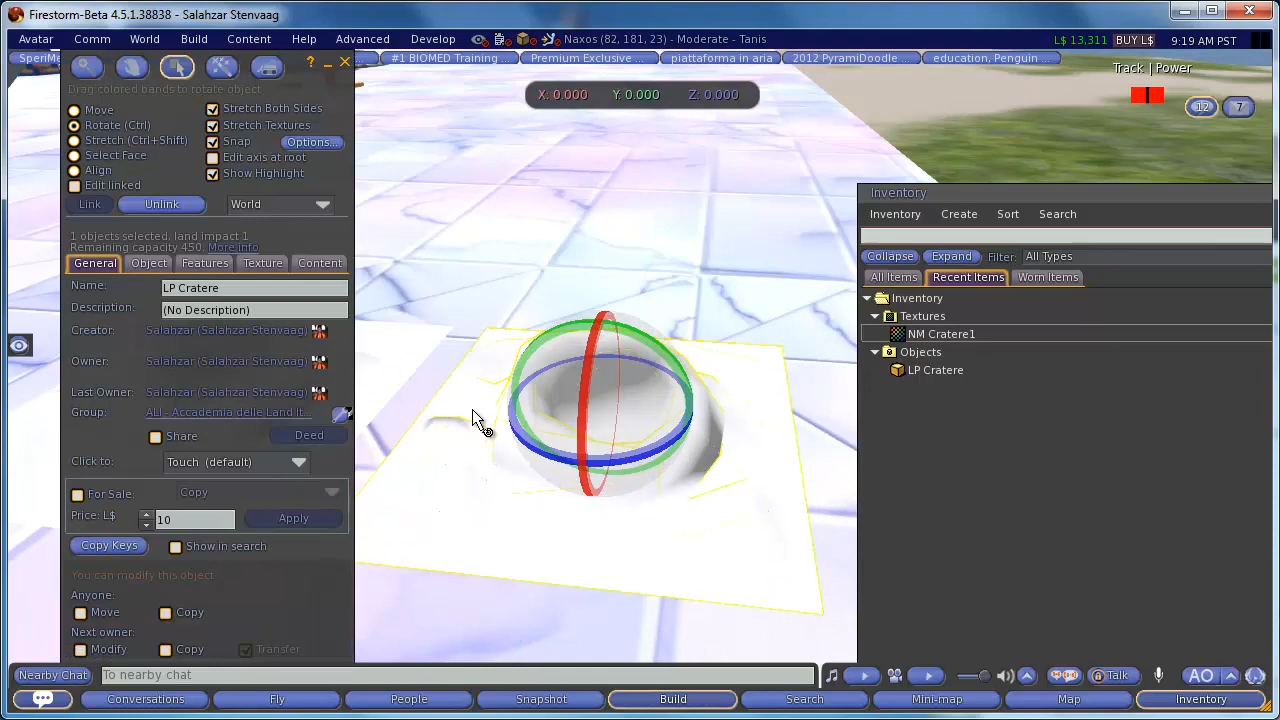 Firestorm-Beta 4.5.1.38838 - Salahzar Stenvaag
Avatar Comm World Build Content Help Advanced Develop Naxos (82, 181, 23) - Moderate - Tanis L$ 13,311 BUY L$ 9:19 AM PST
SperiMe #1 BIOMED Training ... Premium Exclusive ... piattaforma in aria 2012 PyramiDoodle ... education, Penguin ...
Track | Power
12 7
X: 0.000 Y: 0.000 Z: 0.000
Drag colored bands to rotate object
Move Stretch Both Sides
Rotate (Ctrl) Stretch Textures
Stretch (Ctrl+Shift) Snap Options...
Select Face Edit axis at root
Align Show Highlight
Edit linked
Link Unlink World
1 objects selected, land impact 1
Remaining capacity 450. More info
General Object Features Texture Content
Name: LP Cratere
Description: (No Description)
Creator: Salahzar (Salahzar Stenvaag)
Owner: Salahzar (Salahzar Stenvaag)
Last Owner: Salahzar (Salahzar Stenvaag)
Group: ALI - Accademia delle Land It...
Share Deed
Click to: Touch (default)
For Sale: Copy
Price: L$ 10 Apply
Copy Keys Show in search
You can modify this object
Anyone:
Move Copy
Next owner:
Modify Copy Transfer
Inventory
Inventory Create Sort Search
Collapse Expand Filter: All Types
All Items Recent Items Worn Items
Inventory
Textures
NM Cratere1
Objects
LP Cratere
Nearby Chat To nearby chat Talk AO
Conversations Fly People Snapshot Build Search Mini-map Map Inventory